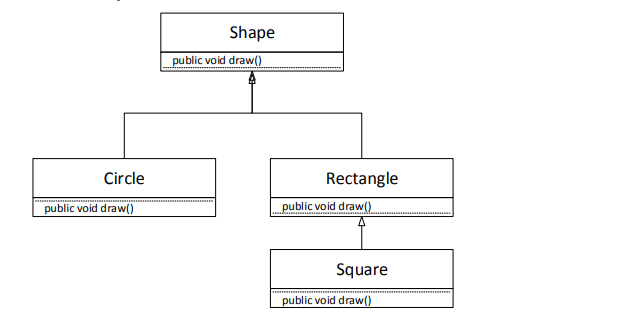 Shape
public void draw()
Circle
public void draw()
Rectangle
public void draw()
Square
public void draw()